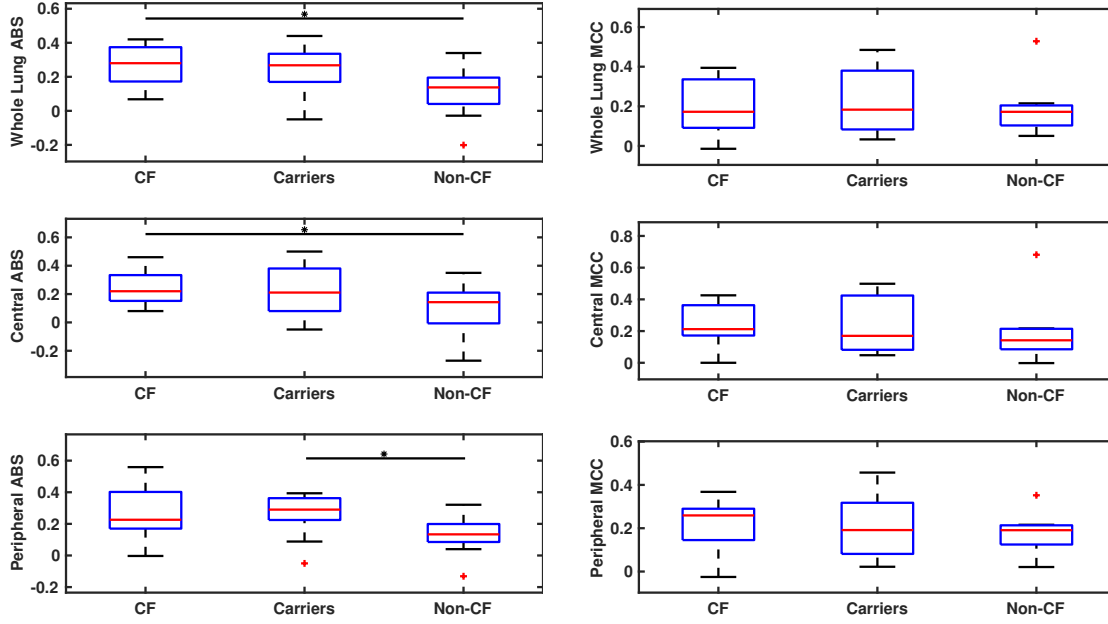 Whole Lung ABS
0.6
0.4
0.2
0
-0.2
*
CF Carriers Non-CF
Whole Lung MCC
0.6
0.4
0.2
0
CF Carriers Non-CF
Central ABS
0.6
0.4
0.2
0
-0.2
*
CF Carriers Non-CF
Central MCC
0.8
0.6
0.4
0.2
0
CF Carriers Non-CF
Peripheral ABS
0.6
0.4
0.2
0
-0.2
*
CF Carriers Non-CF
Peripheral MCC
0.6
0.4
0.2
0
CF Carriers Non-CF